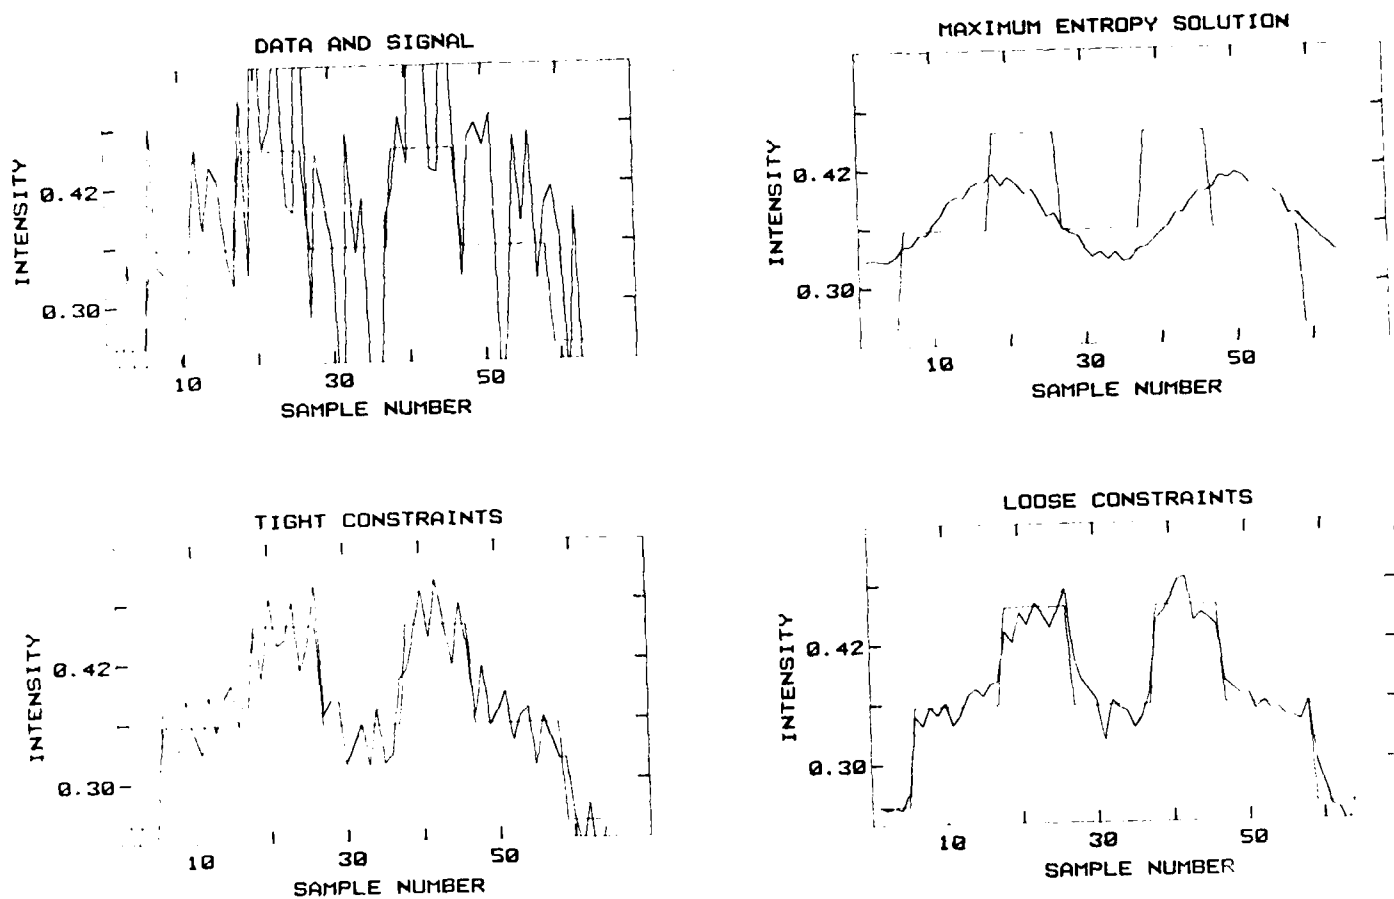 DATA AND SIGNAL
INTENSITY
0.42
0.30
10 30 50
SAMPLE NUMBER
MAXIMUM ENTROPY SOLUTION
INTENSITY
0.42
0.30
10 30 50
SAMPLE NUMBER
TIGHT CONSTRAINTS
INTENSITY
0.42
0.30
10 30 50
SAMPLE NUMBER
LOOSE CONSTRAINTS
INTENSITY
0.42
0.30
10 30 50
SAMPLE NUMBER